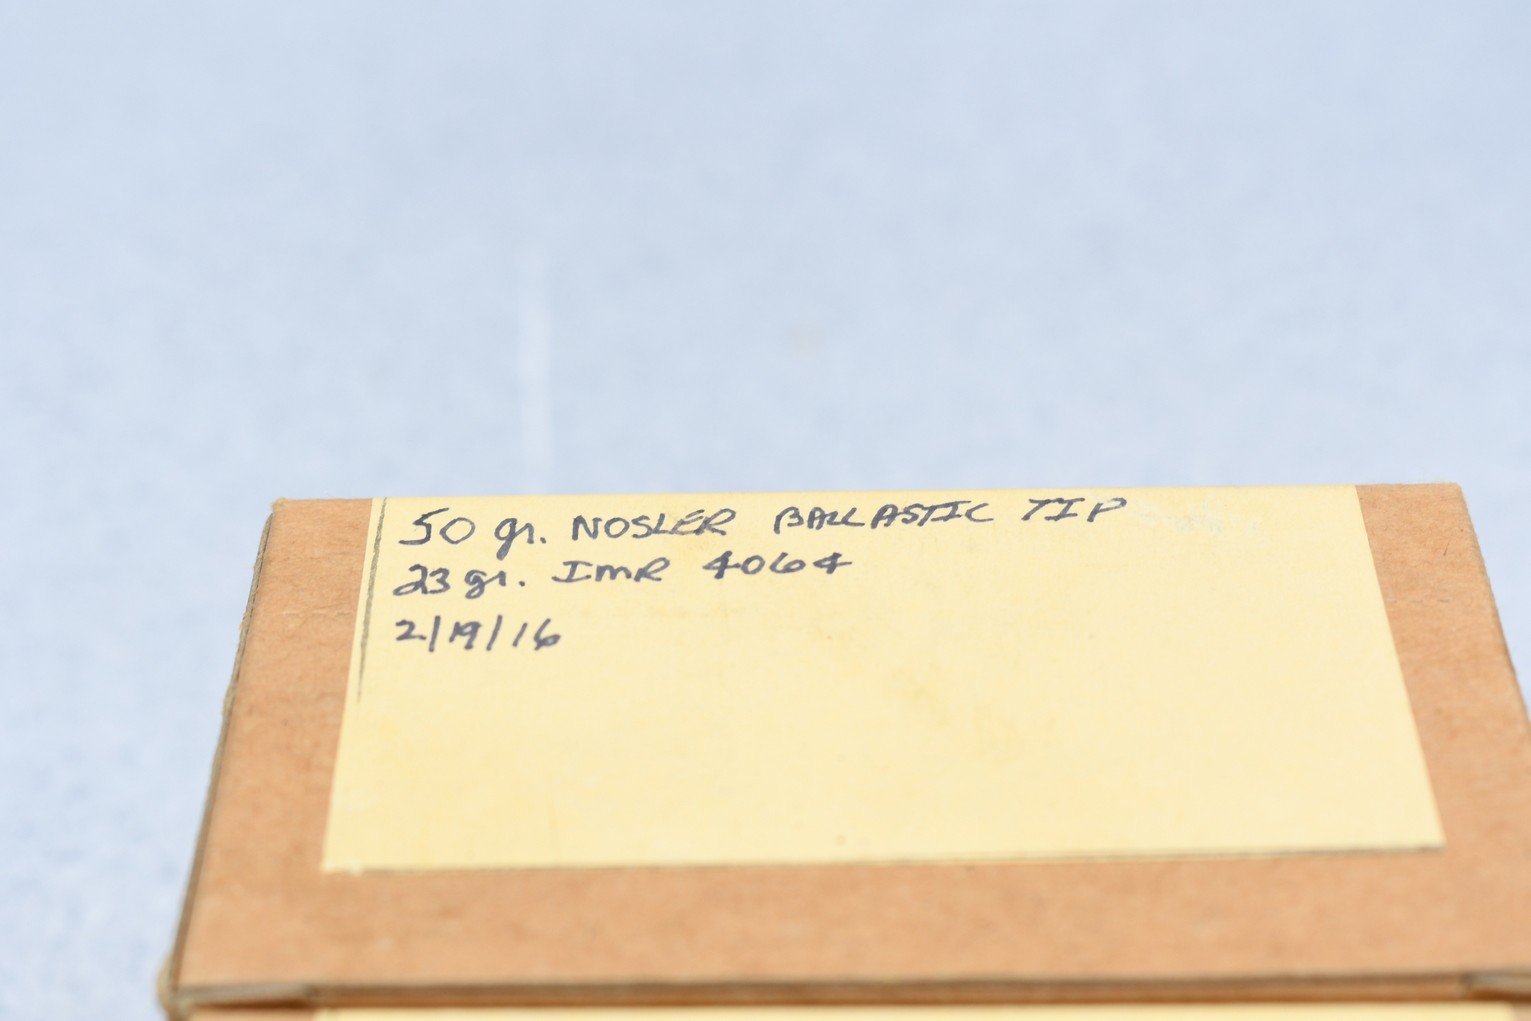 50 gr. NOSLER BALLASTIC TIP
23 gr. IMR 4064
2/19/16